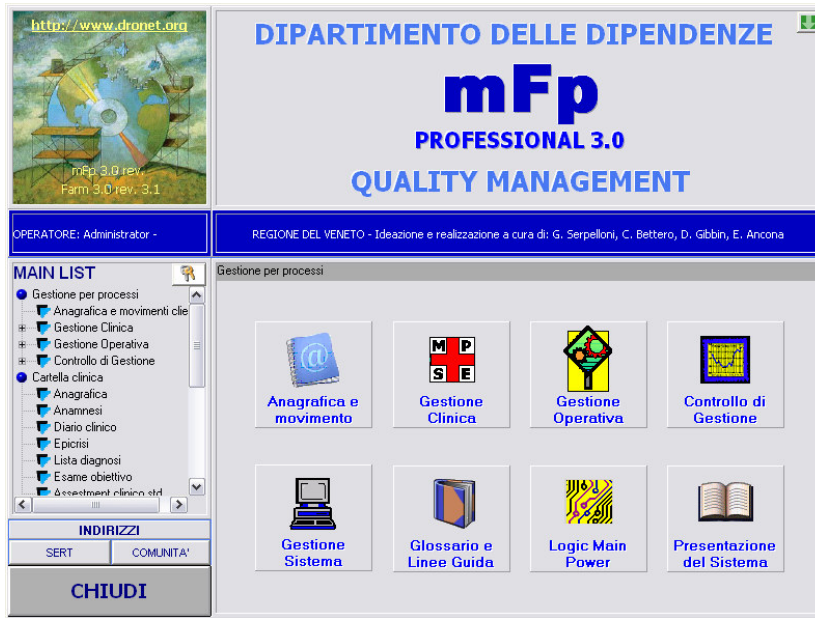 http://www.dronet.org
mFp 3.0 rev.
Farm 3.0 rev. 3.1
DIPARTIMENTO DELLE DIPENDENZE
mFp
PROFESSIONAL 3.0
QUALITY MANAGEMENT
OPERATORE: Administrator -
REGIONE DEL VENETO - Ideazione e realizzazione a cura di: G. Serpelloni, C. Bettero, D. Gibbin, E. Ancona
MAIN LIST
Gestione per processi
Anagrafica e movimenti clie
Gestione Clinica
Gestione Operativa
Controllo di Gestione
Cartella clinica
Anagrafica
Anamnesi
Diario clinico
Epicrisi
Lista diagnosi
Esame obiettivo
Assestment clinico std
INDIRIZZI
SERT
COMUNITA'
CHIUDI
Gestione per processi
Anagrafica e
movimento
M P
S E
Gestione
Clinica
Gestione
Operativa
Controllo di
Gestione
Gestione
Sistema
Glossario e
Linee Guida
Logic Main
Power
Presentazione
del Sistema